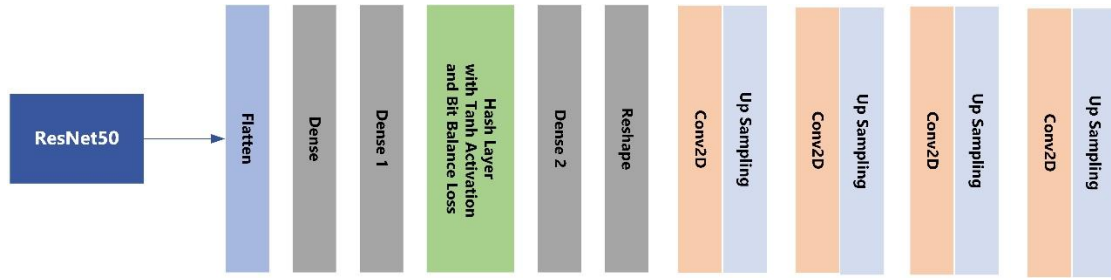 ResNet50
Flatten
Dense
Dense 1
Hash Layer
with Tanh Activation
and Bit Balance Loss
Dense 2
Reshape
Conv2D
Up Sampling
Conv2D
Up Sampling
Conv2D
Up Sampling
Conv2D
Up Sampling